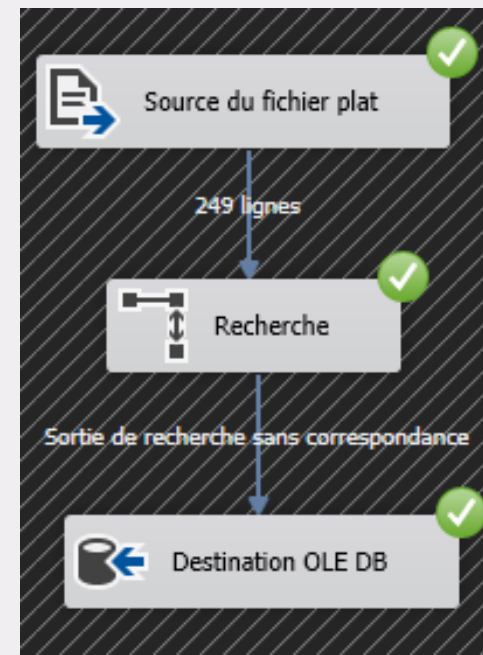 Source du fichier plat
249 lignes
Recherche
Sortie de recherche sans correspondance
Destination OLE DB